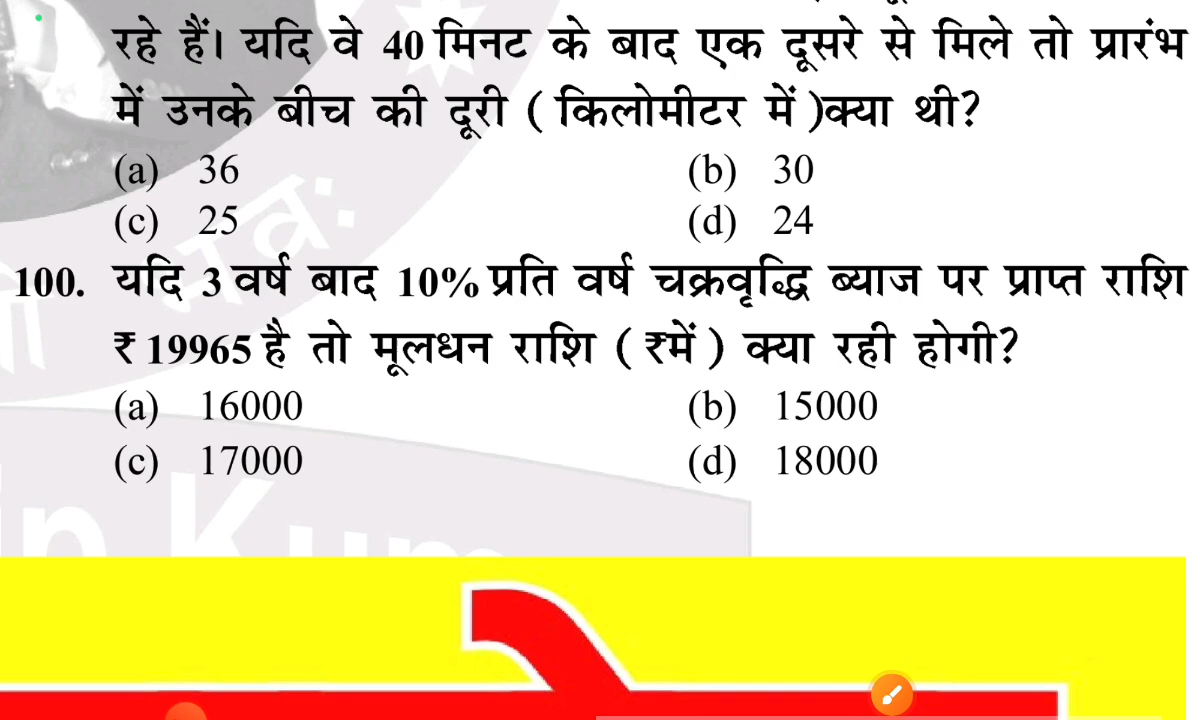 रहे हैं। यदि वे 40 मिनट के बाद एक दूसरे से मिले तो प्रारंभ
में उनके बीच की दूरी ( किलोमीटर में )क्या थी?
(a) 36 (b) 30
(c) 25 (d) 24
100. यदि 3 वर्ष बाद 10% प्रति वर्ष चक्रवृद्धि ब्याज पर प्राप्त राशि
₹ 19965 है तो मूलधन राशि ( ₹में ) क्या रही होगी?
(a) 16000 (b) 15000
(c) 17000 (d) 18000